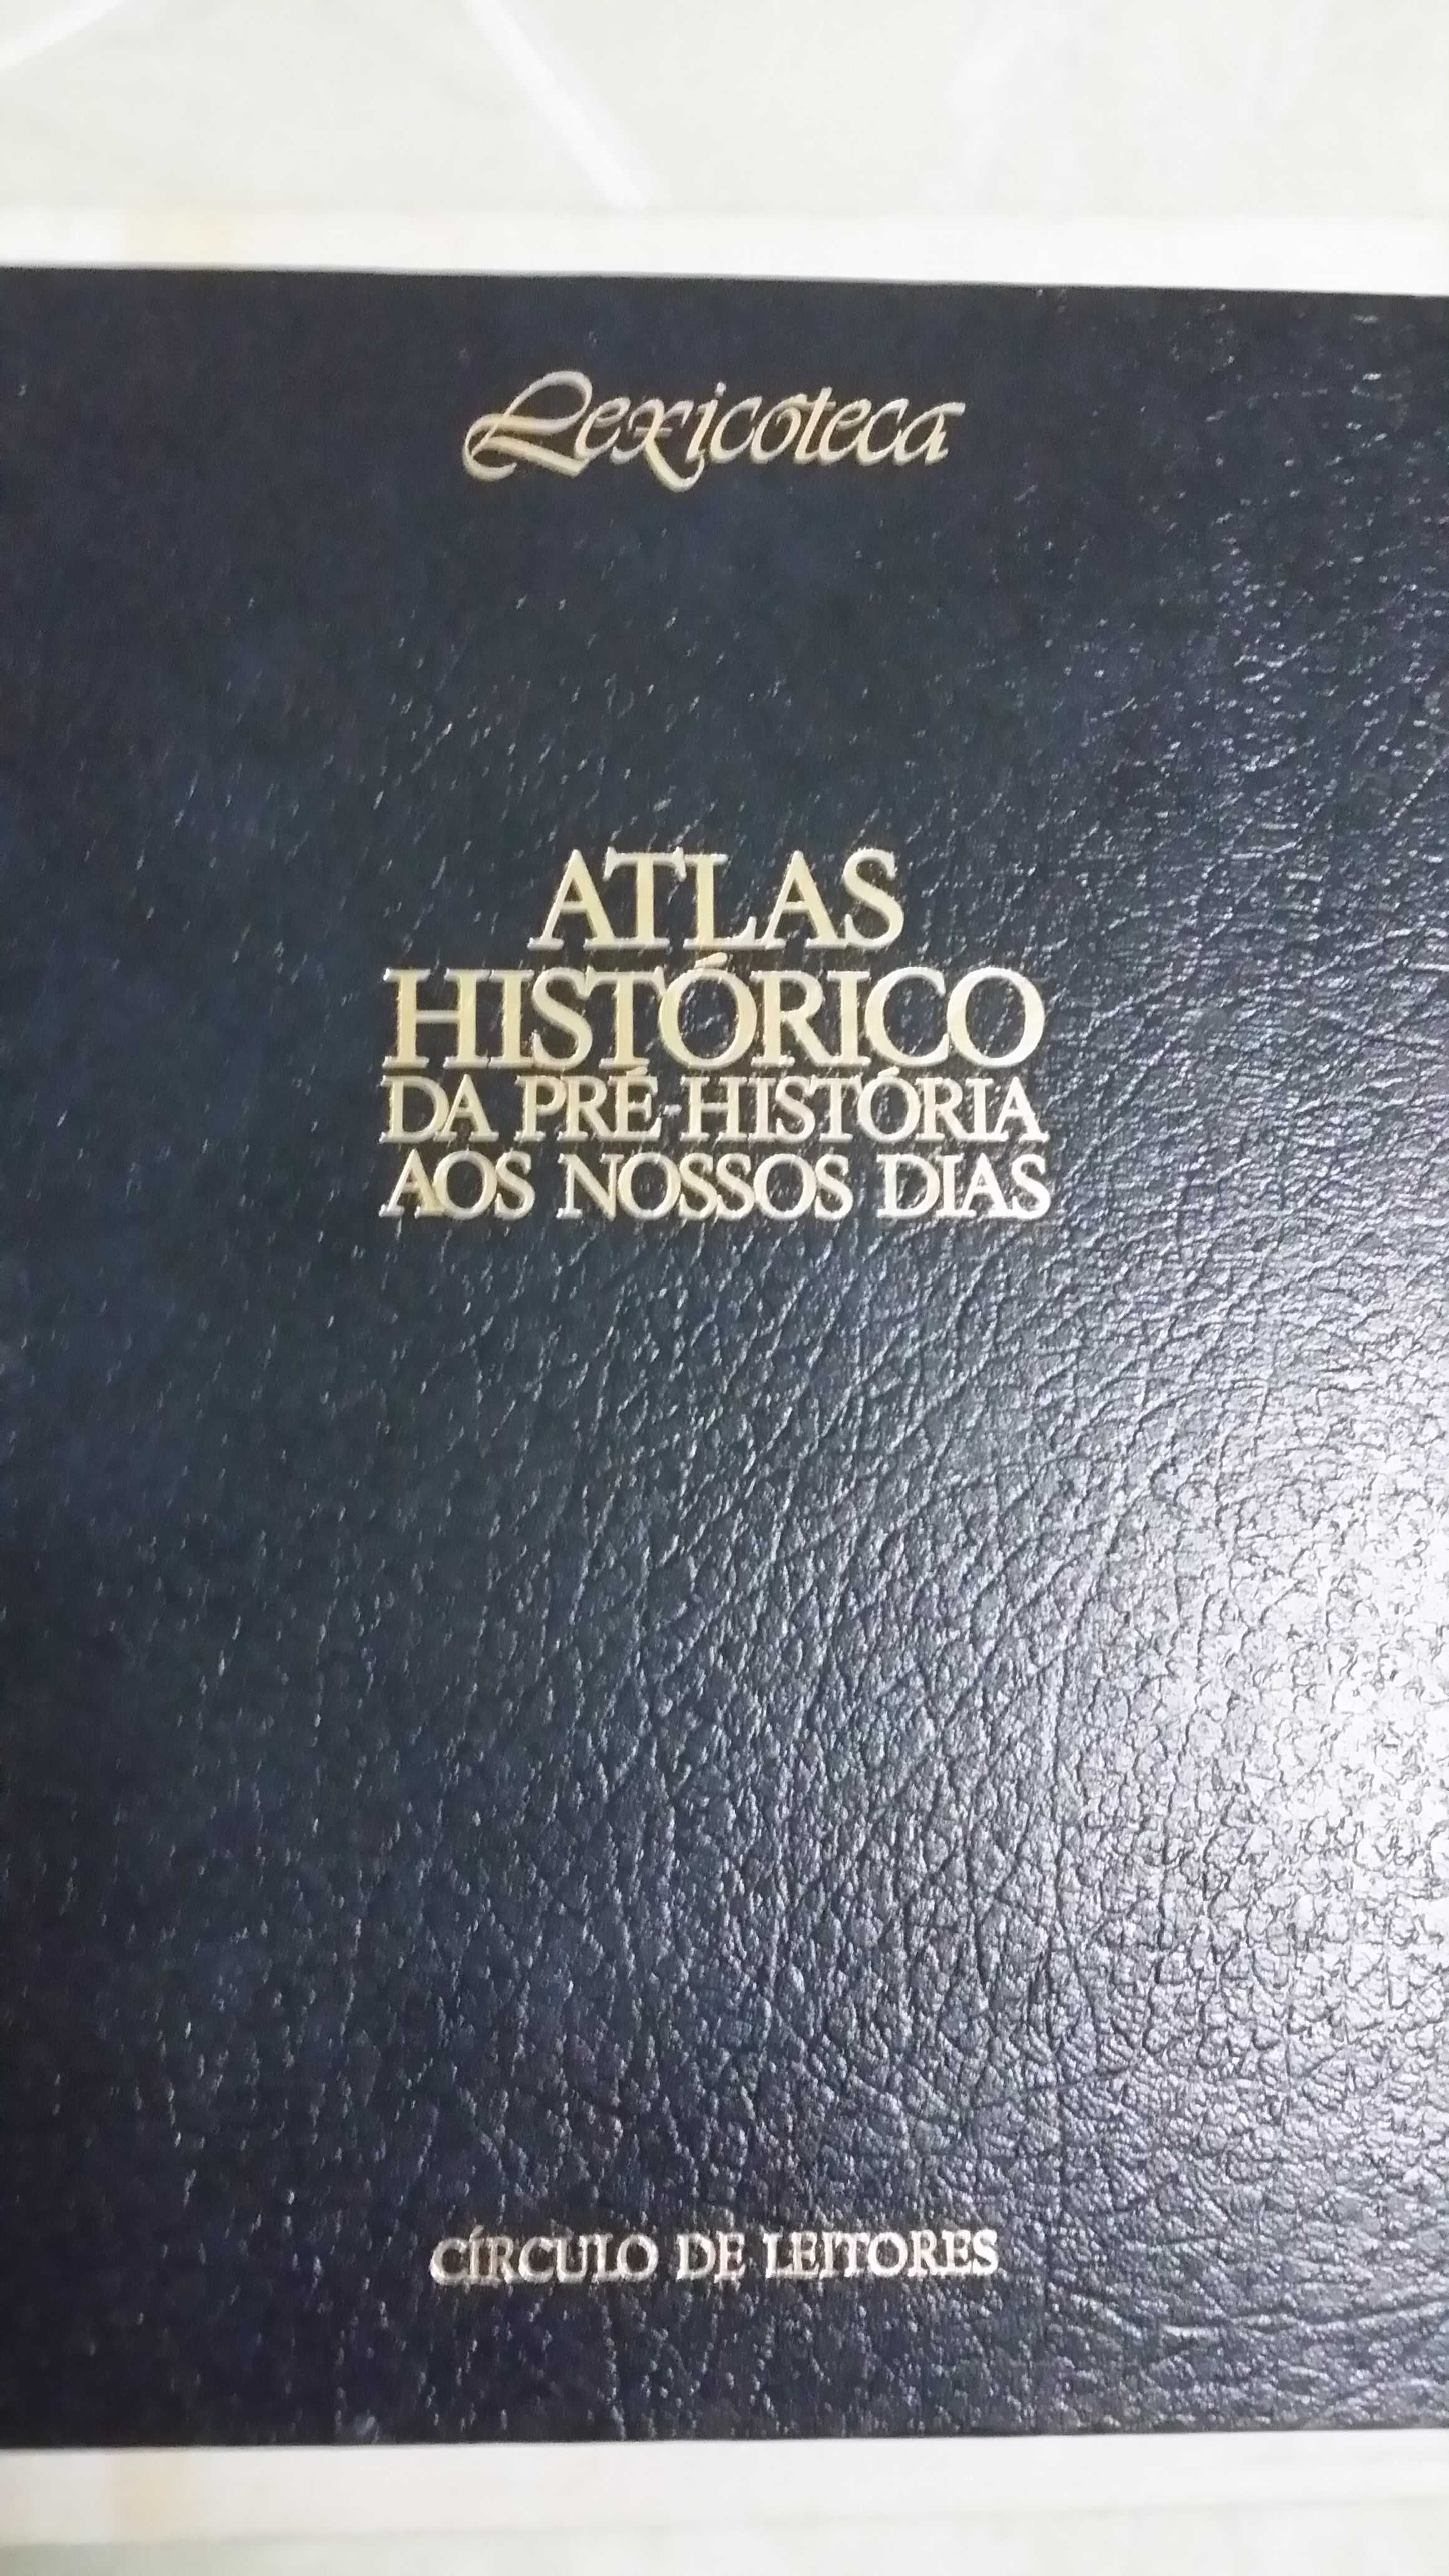 Lexicoteca
ATLAS
HISTÓRICO
DA PRÉ-HISTÓRIA
AOS NOSSOS DIAS
CÍRCULO DE LEITORES